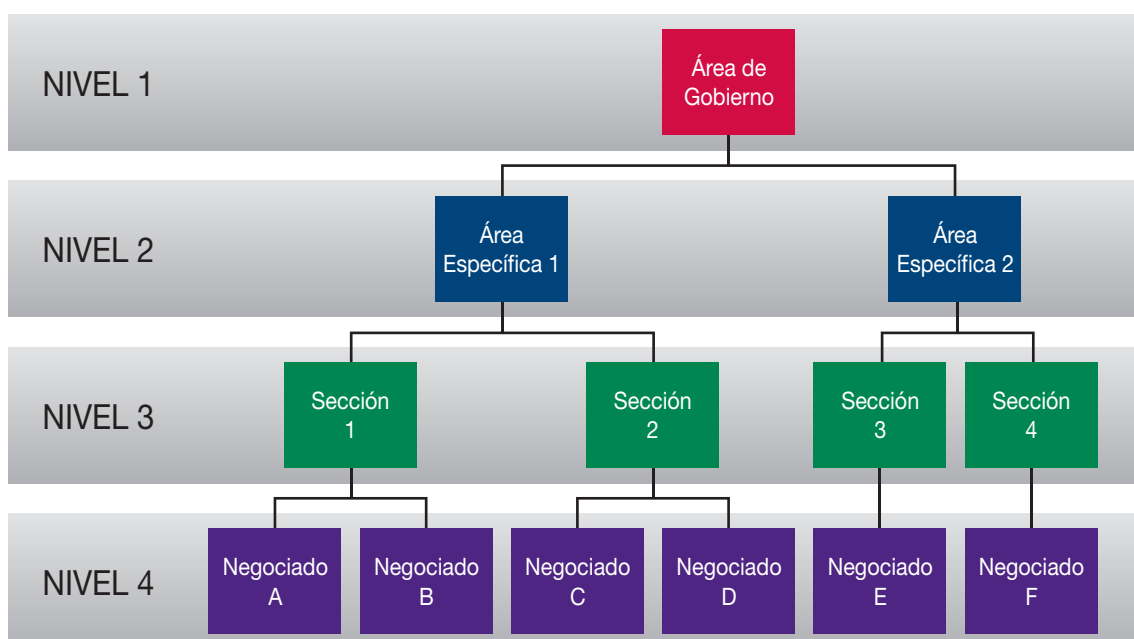 NIVEL 1
Área de
Gobierno
NIVEL 2
Área
Específica 1
Área
Específica 2
NIVEL 3
Sección
1
Sección
2
Sección
3
Sección
4
NIVEL 4
Negociado
A
Negociado
B
Negociado
C
Negociado
D
Negociado
E
Negociado
F